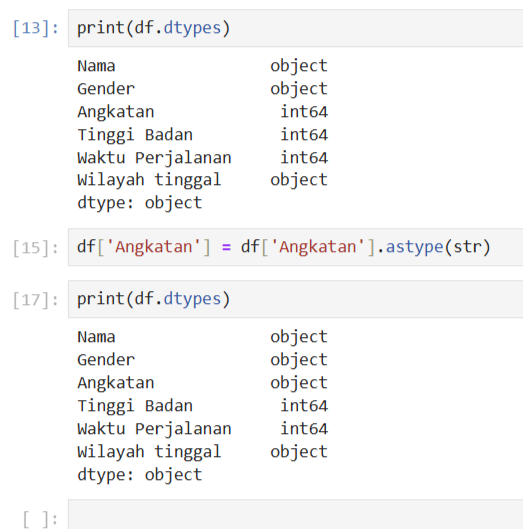 [13]: print(df.dtypes)
Nama object
Gender object
Angkatan int64
Tinggi Badan int64
Waktu Perjalanan int64
Wilayah tinggal object
dtype: object
[15]: df['Angkatan'] = df['Angkatan'].astype(str)
[17]: print(df.dtypes)
Nama object
Gender object
Angkatan object
Tinggi Badan int64
Waktu Perjalanan int64
Wilayah tinggal object
dtype: object
[ ]: